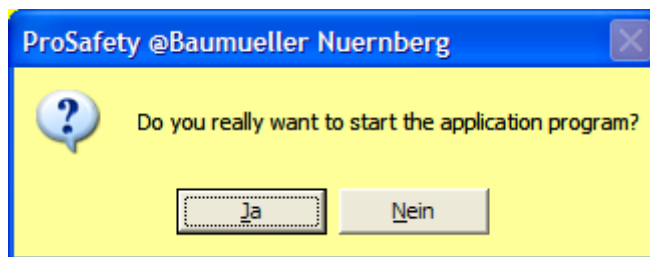 ProSafety @Baumueller Nuernberg
Do you really want to start the application program?
Ja
Nein